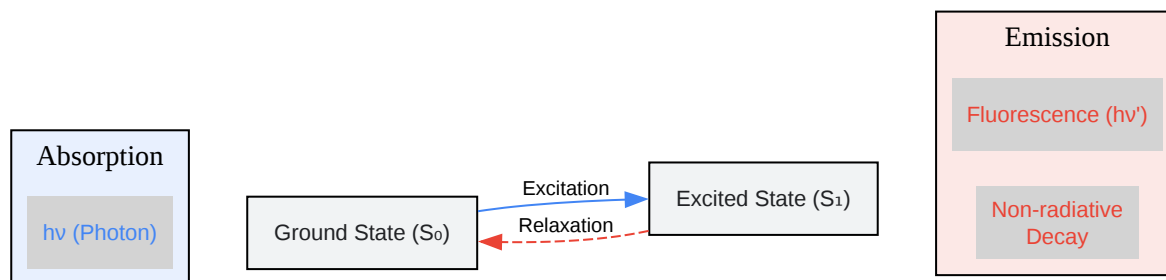 Absorption
hν (Photon)
Ground State (S₀)
Excitation
Relaxation
Excited State (S₁)
Emission
Fluorescence (hν')
Non-radiative
Decay